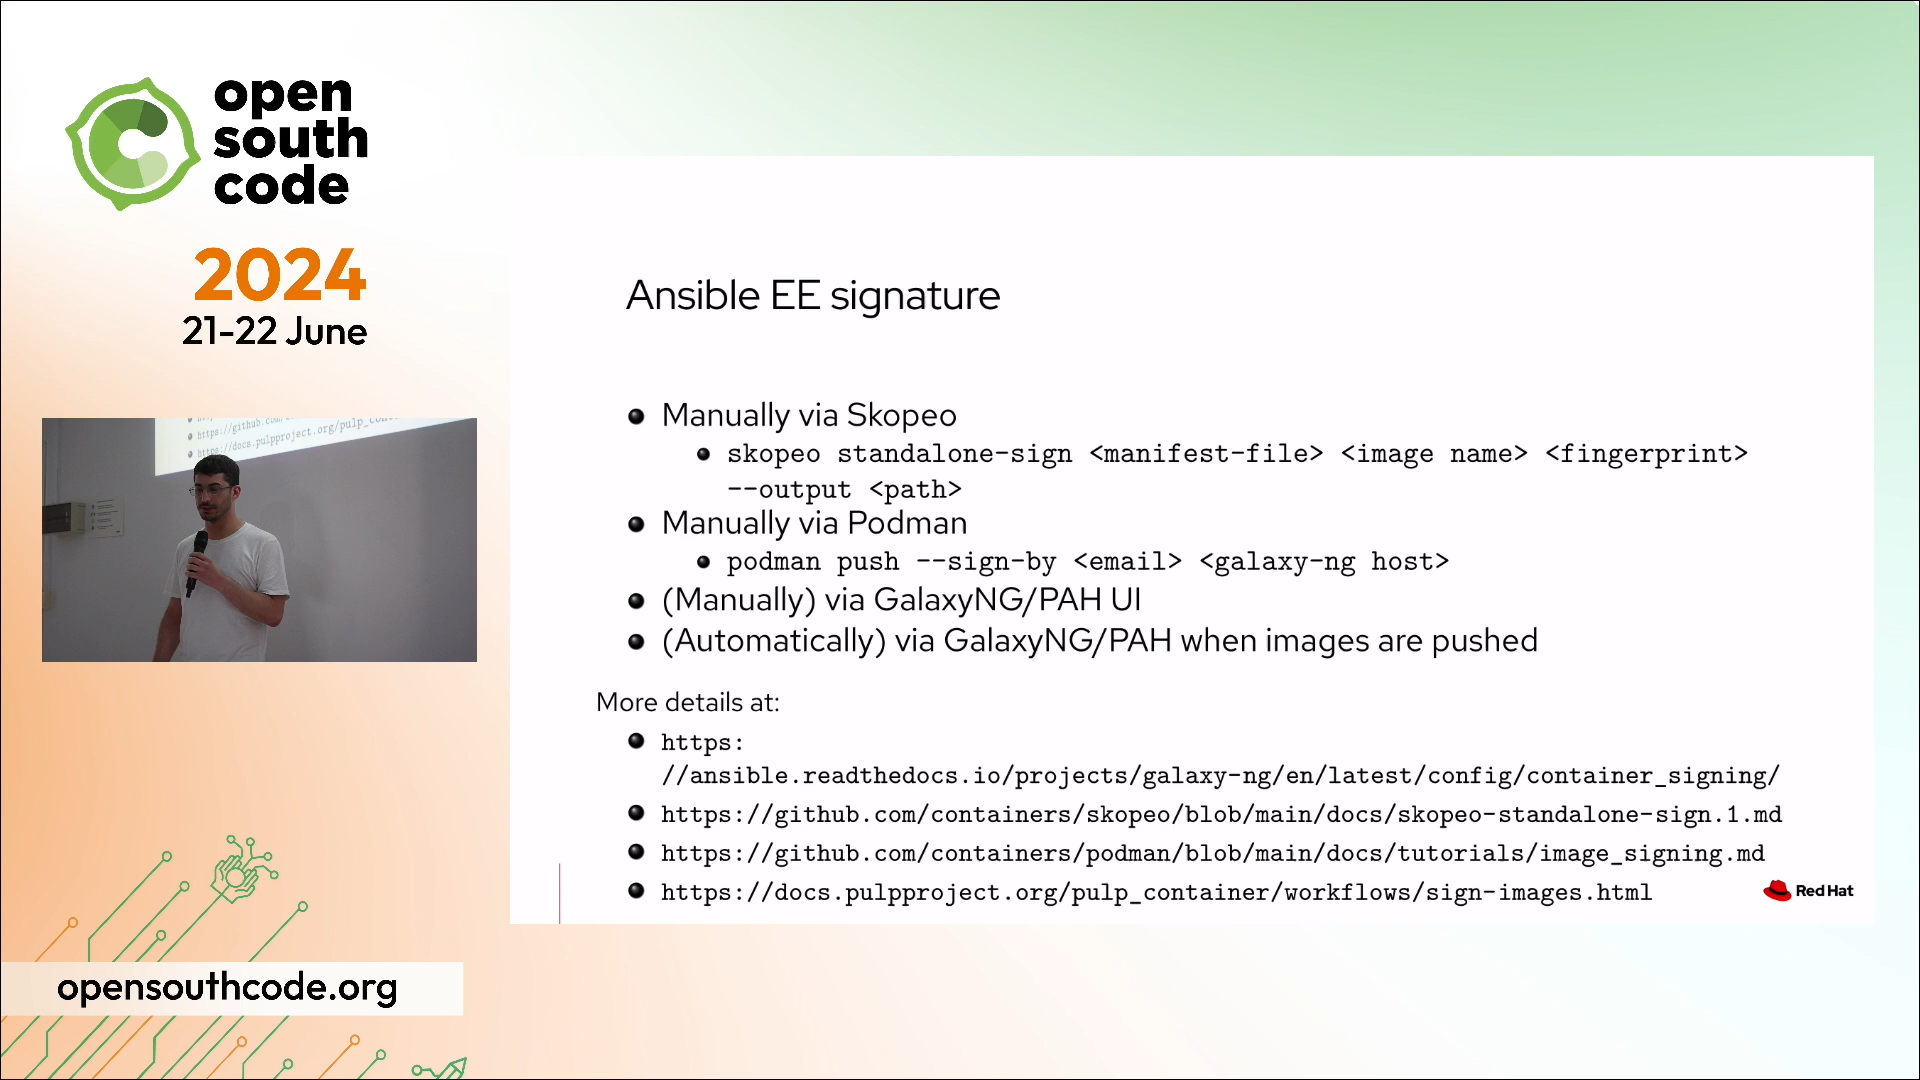 open
south
code
2024
21-22 June
Ansible EE signature
Manually via Skopeo
skopeo standalone-sign <manifest-file> <image name> <fingerprint>
--output <path>
Manually via Podman
podman push --sign-by <email> <galaxy-ng host>
(Manually) via GalaxyNG/PAH UI
(Automatically) via GalaxyNG/PAH when images are pushed
More details at:
https:
//ansible.readthedocs.io/projects/galaxy-ng/en/latest/config/container_signing/
https://github.com/containers/skopeo/blob/main/docs/skopeo-standalone-sign.1.md
https://github.com/containers/podman/blob/main/docs/tutorials/image_signing.md
https://docs.pulpproject.org/pulp_container/workflows/sign-images.html
Red Hat
https://docs.pulpproject.org/pulp_
opensouthcode.org